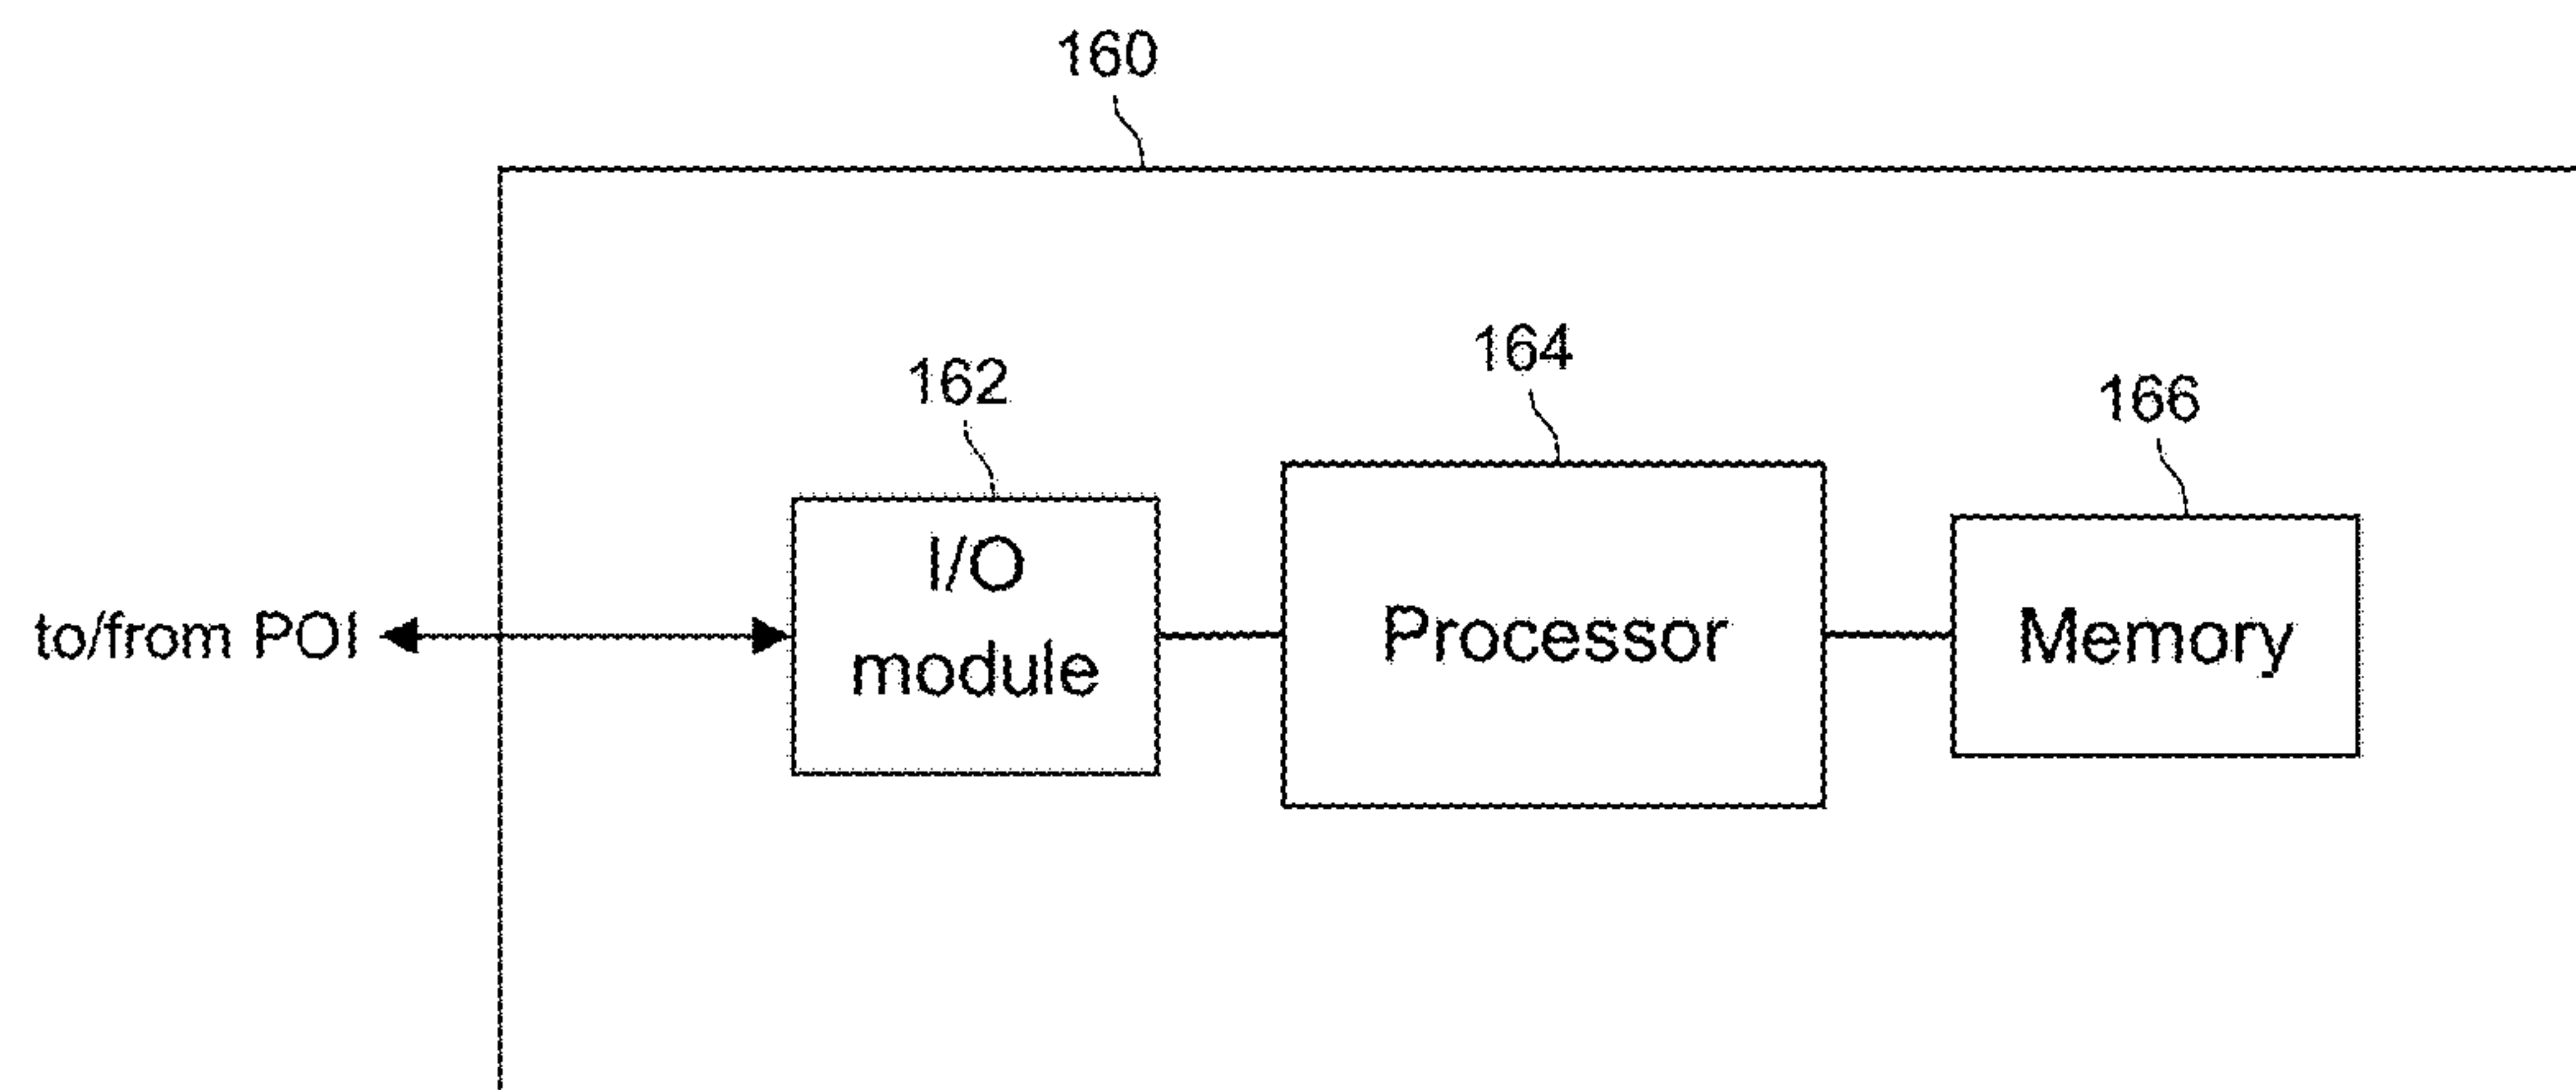 160
162
164
166
to/from POI
I/O
module
Processor
Memory